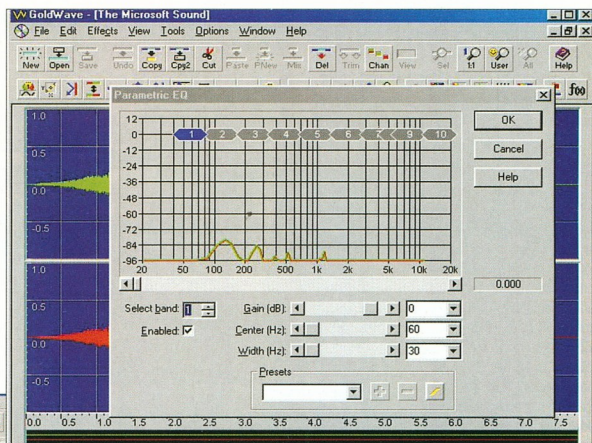 GoldWave - [The Microsoft Sound]
File Edit Effects View Tools Options Window Help
New Open Save Undo Copy Cpy2 Cut Paste PNew Mix Del Trim Chan View Sel 1:1 User All Help
f(x)
Parametric EQ
1.0
0.5
0.0
-0.5
1.0
0.5
0.0
-0.5
12
0
-12
-24
-36
-48
-60
-72
-84
-96
1 2 3 4 5 6 7 9 10
20 50 100 200 500 1k 2k 5k 10k 20k
OK
Cancel
Help
0.000
Select band: 1
Enabled:
Gain (dB): 0
Center (Hz): 60
Width (Hz): 30
Presets
0.0 0.5 1.0 1.5 2.0 2.5 3.0 3.5 4.0 4.5 5.0 5.5 6.0 6.5 7.0 7.5